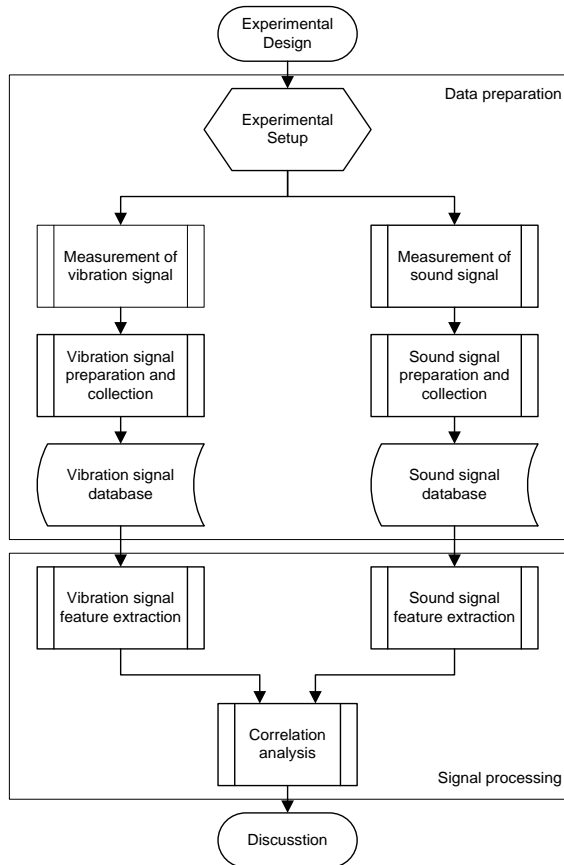 Experimental
Design
Data preparation
Experimental
Setup
Measurement of
vibration signal
Measurement of
sound signal
Vibration signal
preparation and
collection
Sound signal
preparation and
collection
Vibration signal
database
Sound signal
database
Vibration signal
feature extraction
Sound signal
feature extraction
Correlation
analysis
Signal processing
Discusstion